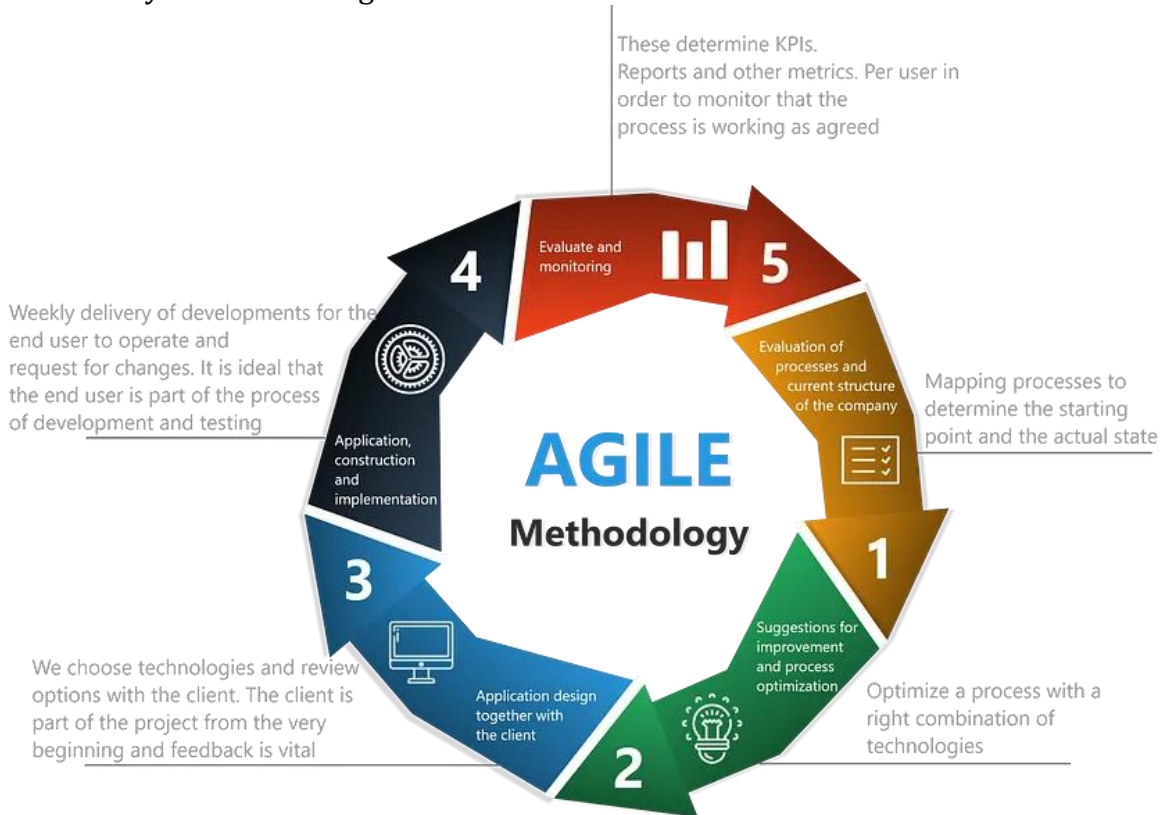 These determine KPIs.
Reports and other metrics. Per user in
order to monitor that the
process is working as agreed
5
Evaluate and
monitoring
4
Weekly delivery of developments for the
end user to operate and
request for changes. It is ideal that
the end user is part of the process
of development and testing
Application,
construction
and
implementation
Evaluation of
processes and
current structure
of the company
Mapping processes to
determine the starting
point and the actual state
AGILE
Methodology
1
3
Suggestions for
improvement
and process
optimization
We choose technologies and review
options with the client. The client is
part of the project from the very
beginning and feedback is vital
Application design
together with
the client
2
Optimize a process with a
right combination of
technologies